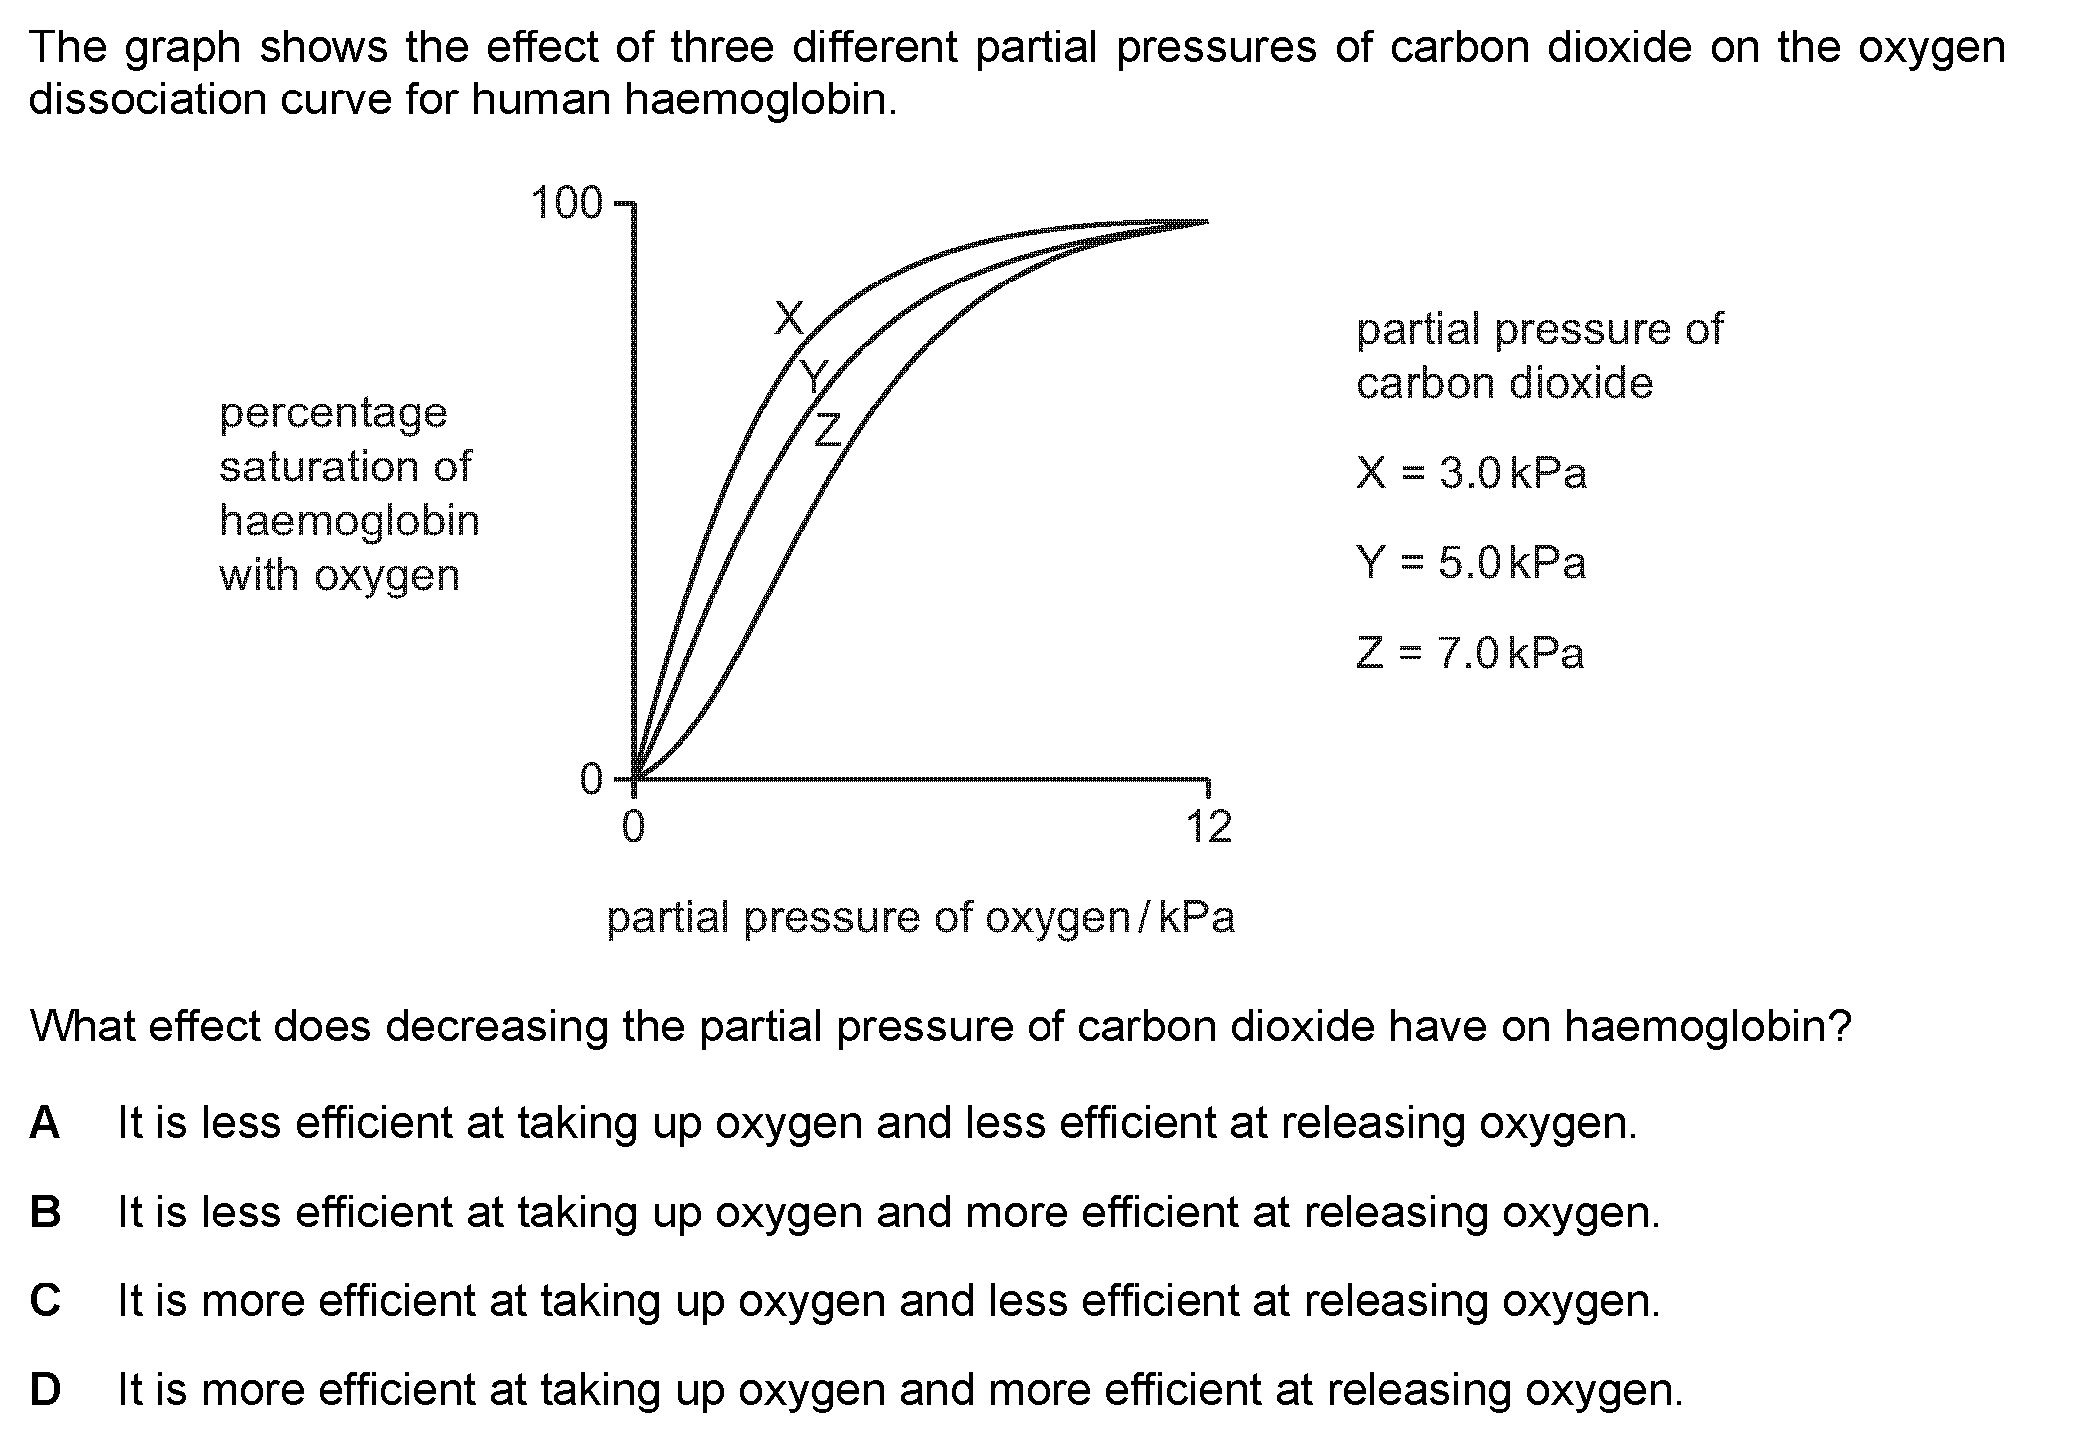 The graph shows the effect of three different partial pressures of carbon dioxide on the oxygen
dissociation curve for human haemoglobin.
100
X
Y
Z
percentage
saturation of
haemoglobin
with oxygen
0
0
12
partial pressure of oxygen / kPa
partial pressure of
carbon dioxide
X = 3.0 kPa
Y = 5.0 kPa
Z = 7.0 kPa
What effect does decreasing the partial pressure of carbon dioxide have on haemoglobin?
A It is less efficient at taking up oxygen and less efficient at releasing oxygen.
B It is less efficient at taking up oxygen and more efficient at releasing oxygen.
C It is more efficient at taking up oxygen and less efficient at releasing oxygen.
D It is more efficient at taking up oxygen and more efficient at releasing oxygen.